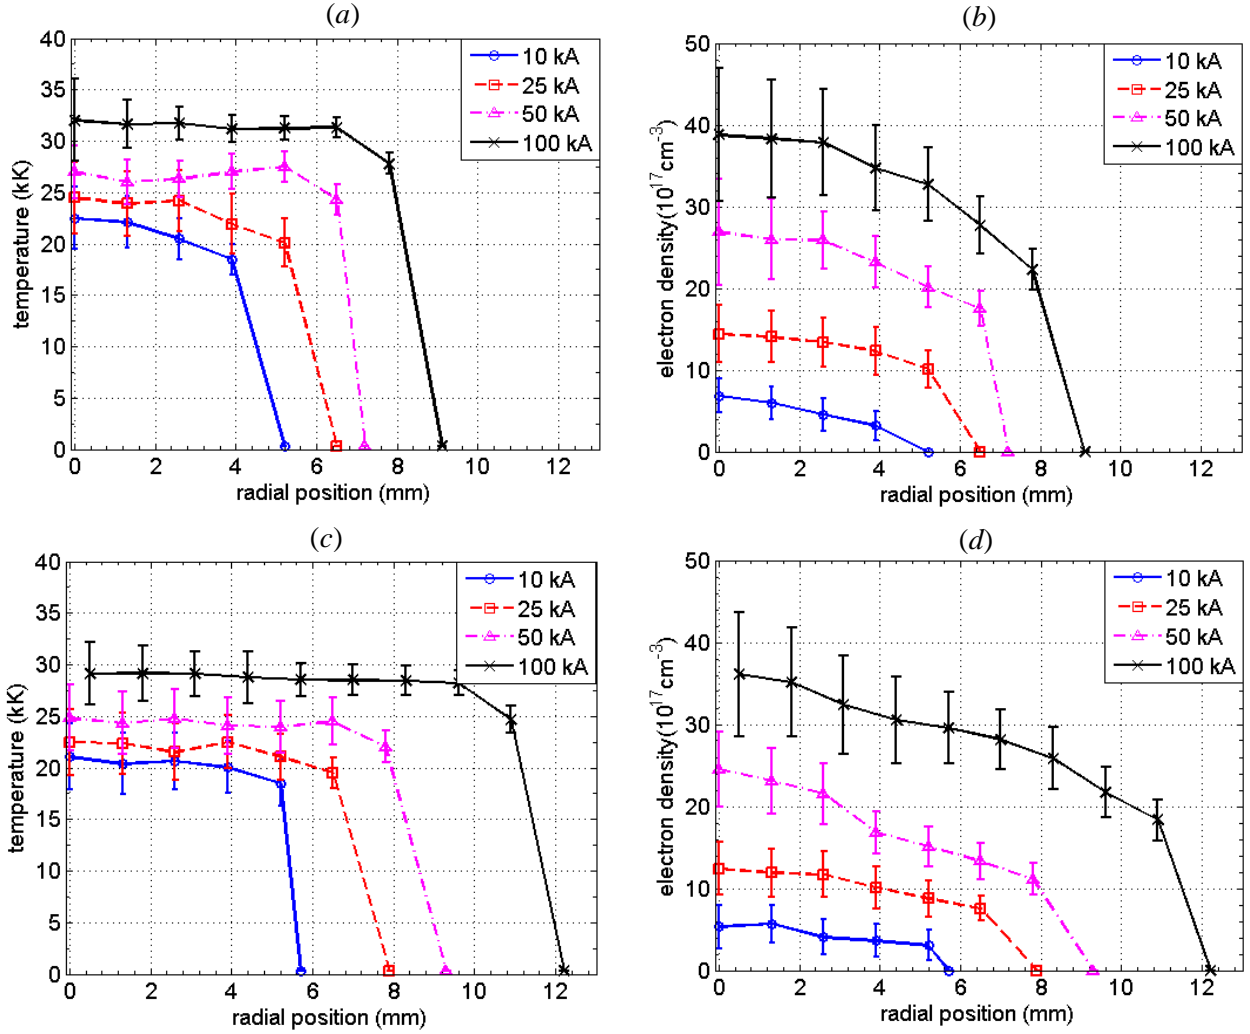 (a)
40
35
30
25
20
15
10
5
0
temperature (kK)
0 2 4 6 8 10 12
radial position (mm)
10 kA
25 kA
50 kA
100 kA
(b)
50
40
30
20
10
0
electron density(10^17 cm^-3)
0 2 4 6 8 10 12
radial position (mm)
10 kA
25 kA
50 kA
100 kA
(c)
40
35
30
25
20
15
10
5
0
temperature (kK)
0 2 4 6 8 10 12
radial position (mm)
10 kA
25 kA
50 kA
100 kA
(d)
50
40
30
20
10
0
electron density(10^17 cm^-3)
0 2 4 6 8 10 12
radial position (mm)
10 kA
25 kA
50 kA
100 kA